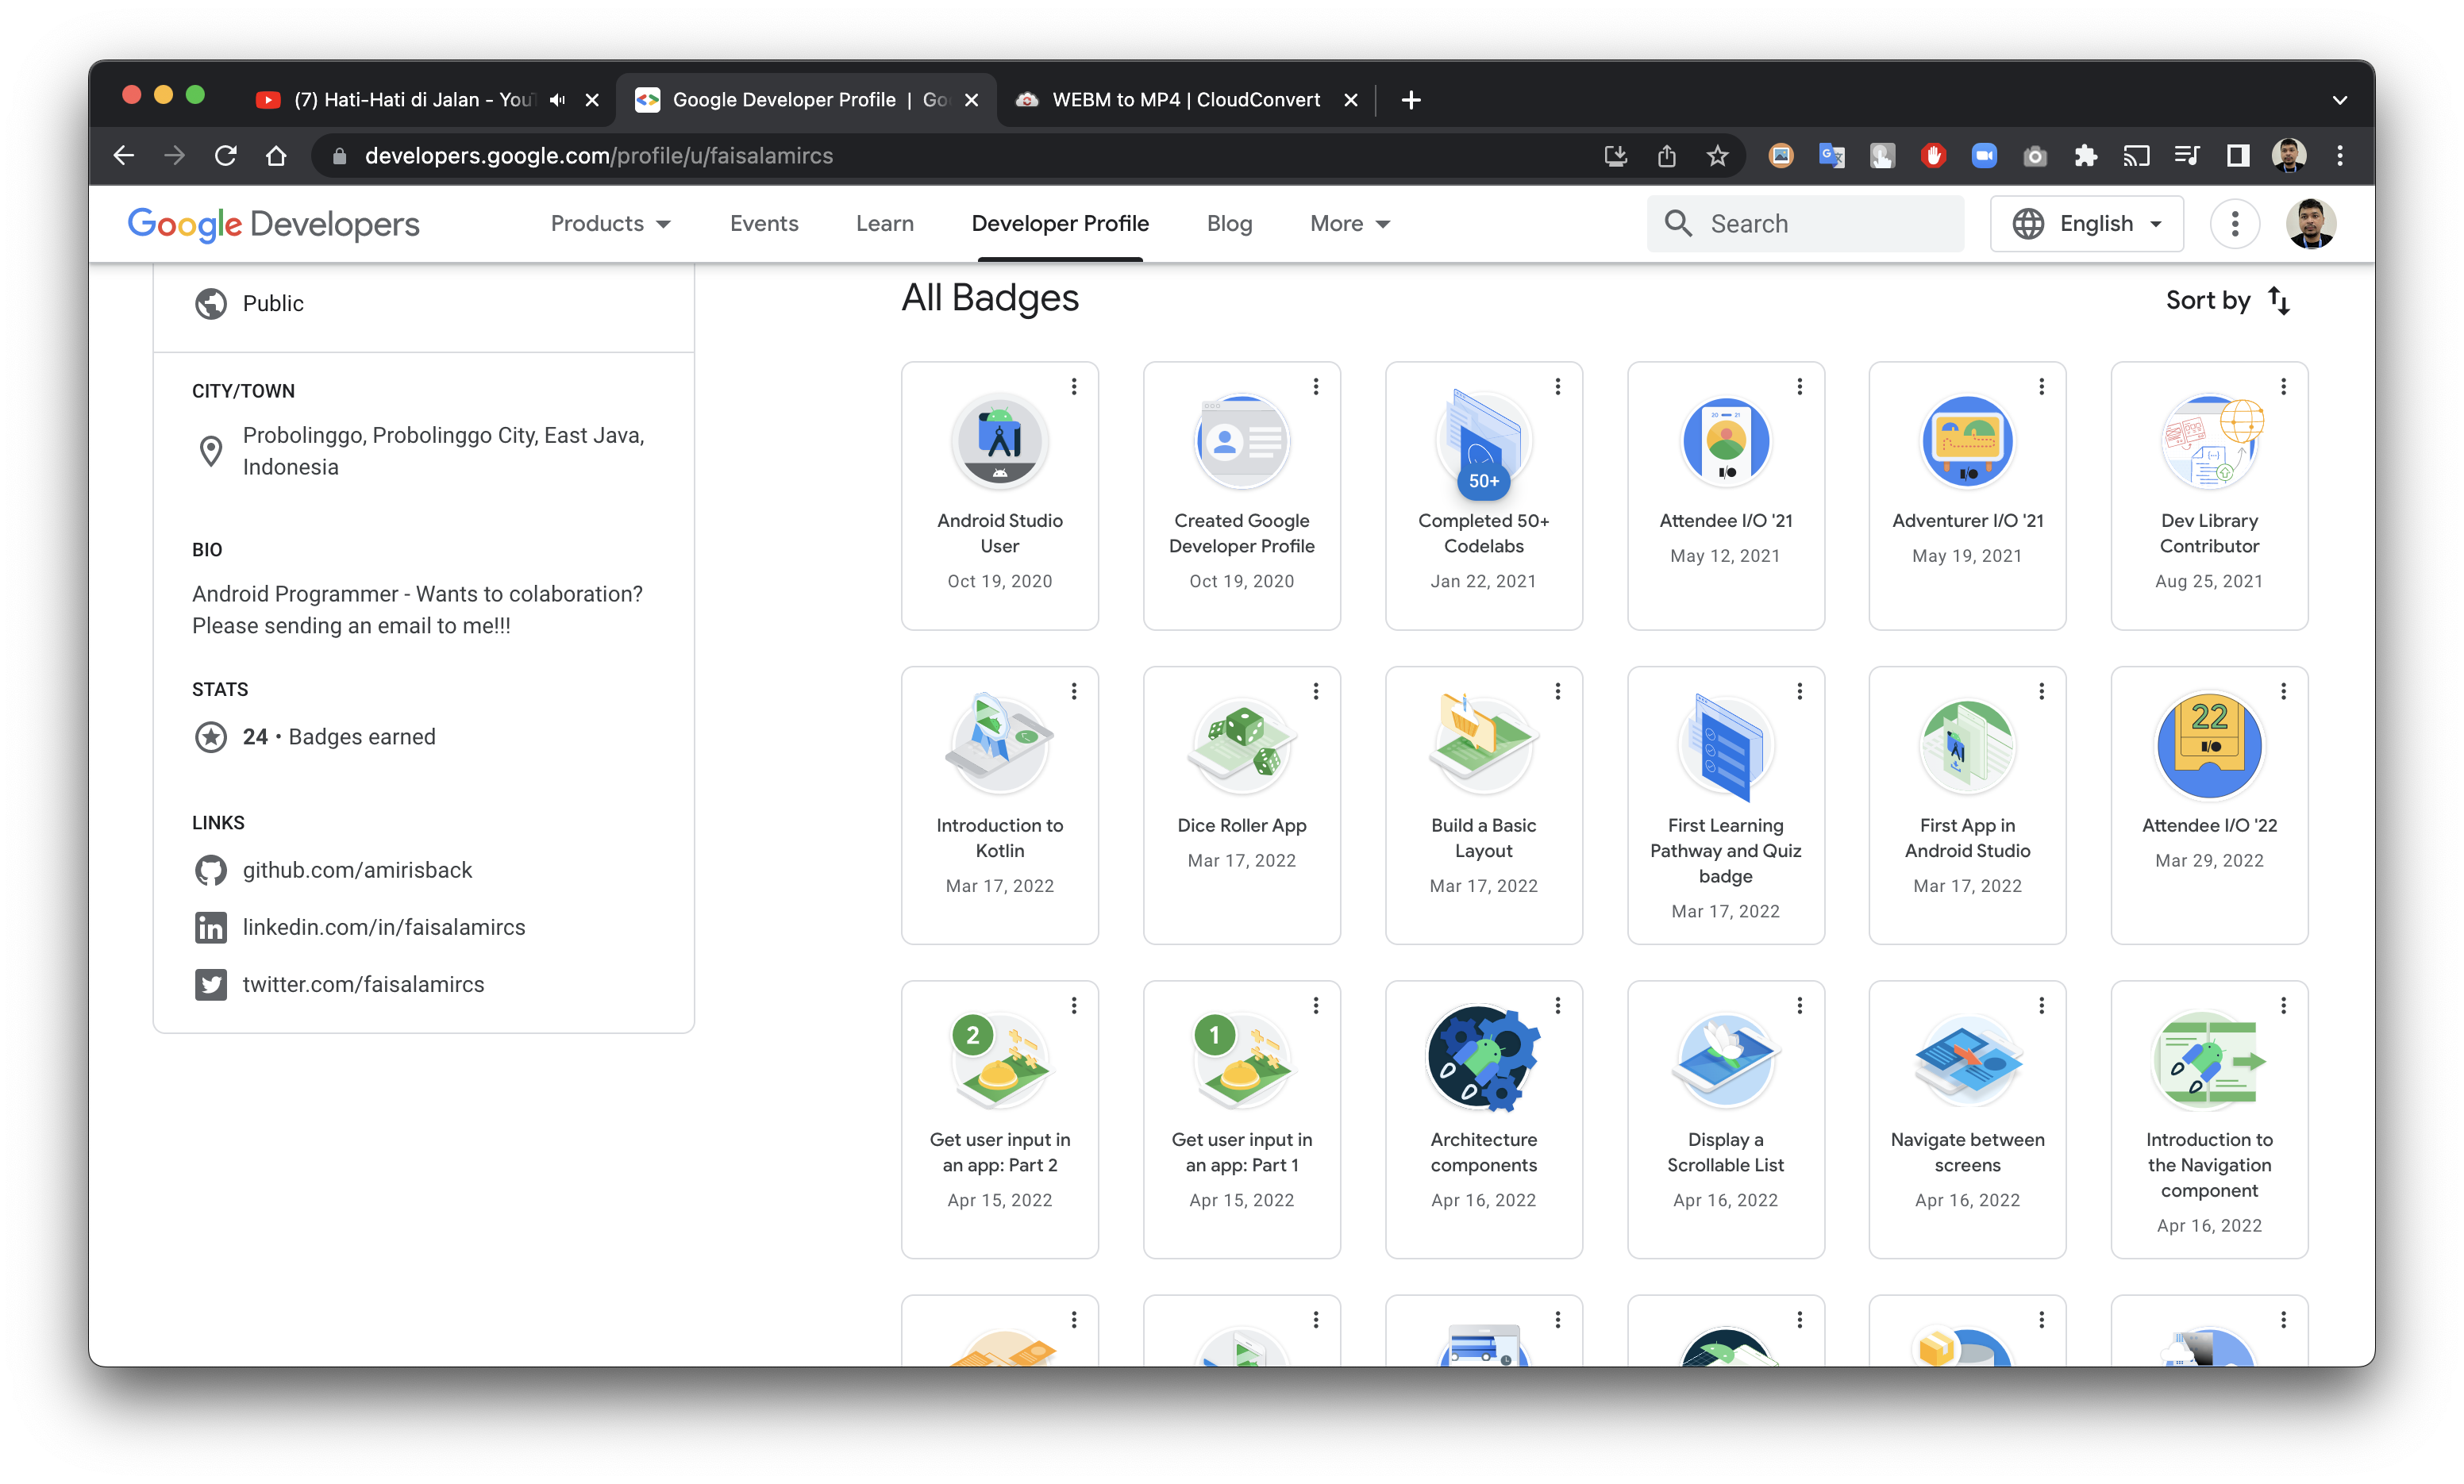 (7) Hati-Hati di Jalan - You
Google Developer Profile | Go
WEBM to MP4 | CloudConvert
developers.google.com/profile/u/faisalamircs
Google Developers
Products
Events
Learn
Developer Profile
Blog
More
Search
English
Public
CITY/TOWN
Probolinggo, Probolinggo City, East Java,
Indonesia
BIO
Android Programmer - Wants to colaboration?
Please sending an email to me!!!
STATS
24 • Badges earned
LINKS
github.com/amirisback
linkedin.com/in/faisalamircs
twitter.com/faisalamircs
All Badges
Sort by
Android Studio
User
Oct 19, 2020
Created Google
Developer Profile
Oct 19, 2020
50+
Completed 50+
Codelabs
Jan 22, 2021
20 21
I/O
Attendee I/O '21
May 12, 2021
I/O
Adventurer I/O '21
May 19, 2021
Dev Library
Contributor
Aug 25, 2021
Introduction to
Kotlin
Mar 17, 2022
Dice Roller App
Mar 17, 2022
Build a Basic
Layout
Mar 17, 2022
First Learning
Pathway and Quiz
badge
Mar 17, 2022
First App in
Android Studio
Mar 17, 2022
22
I/O
Attendee I/O '22
Mar 29, 2022
2
Get user input in
an app: Part 2
Apr 15, 2022
1
Get user input in
an app: Part 1
Apr 15, 2022
Architecture
components
Apr 16, 2022
Display a
Scrollable List
Apr 16, 2022
Navigate between
screens
Apr 16, 2022
Introduction to
the Navigation
component
Apr 16, 2022